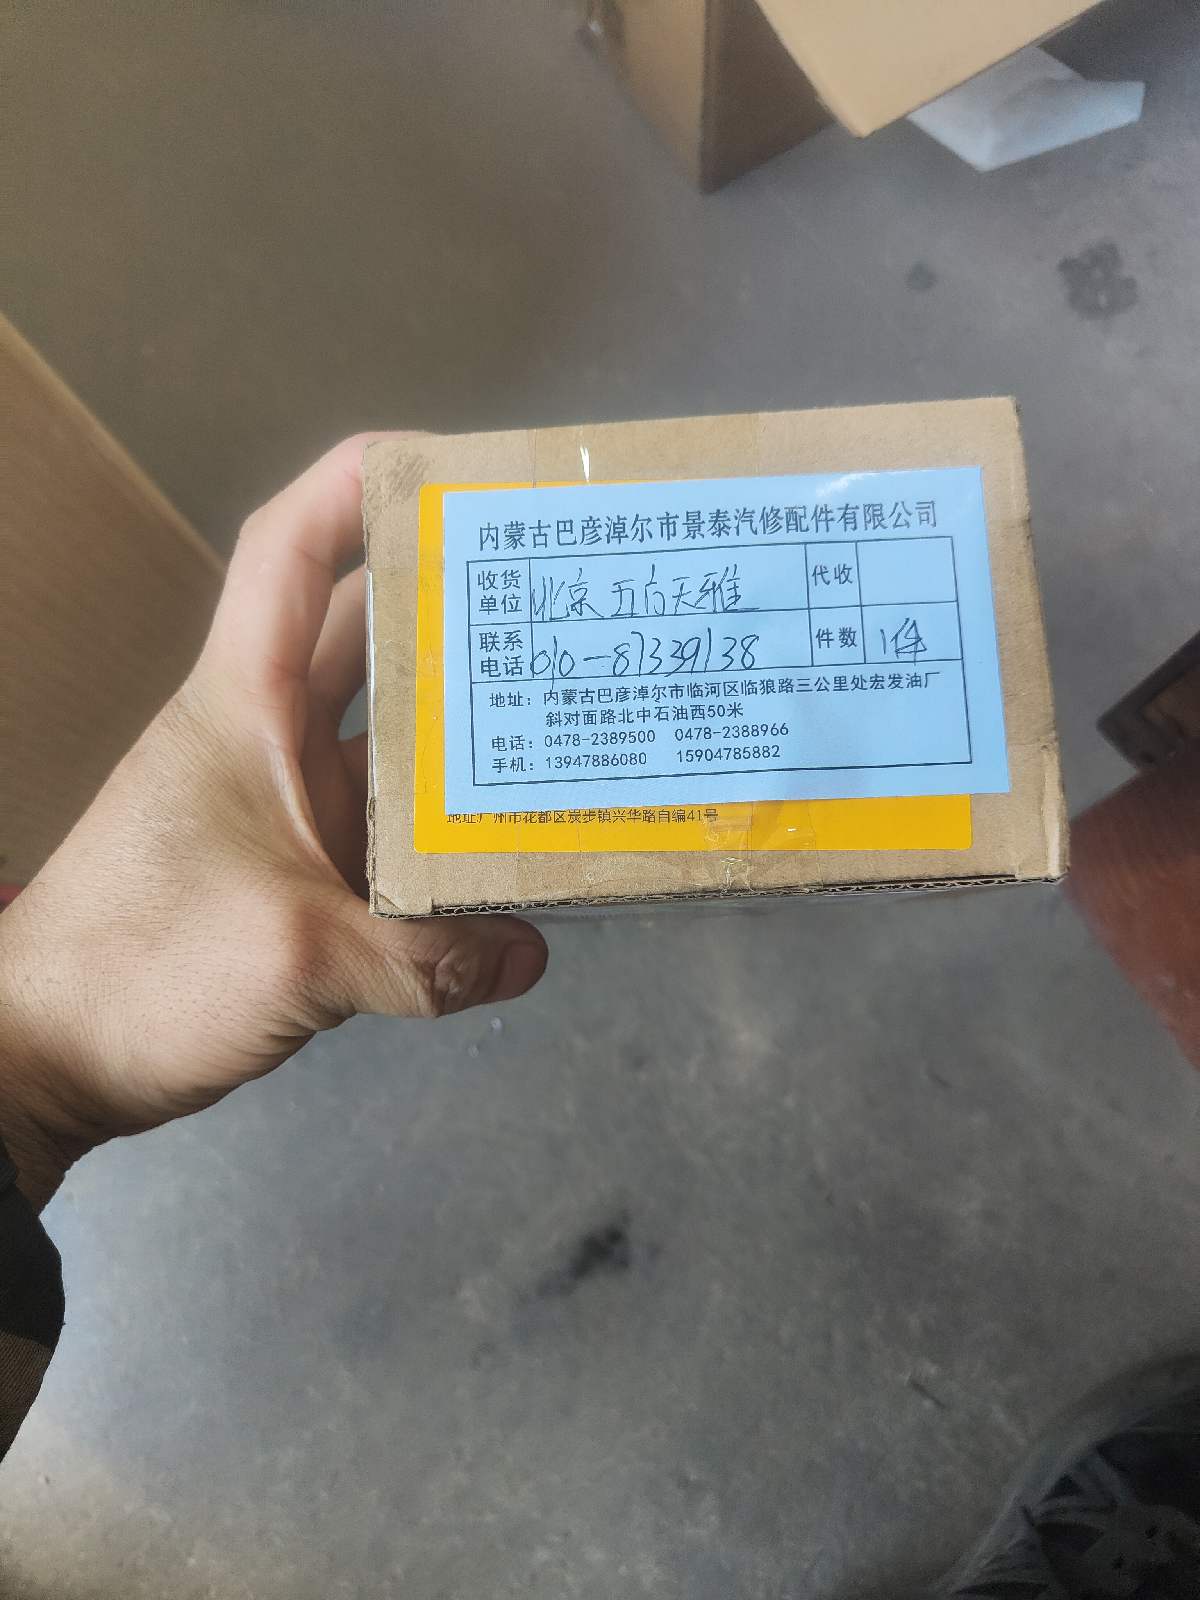 内蒙古巴彦淖尔市景泰汽修配件有限公司
收货单位 北京五方天雅 代收
联系电话 010-87339138 件数 1件
地址：内蒙古巴彦淖尔市临河区临狼路三公里处宏发油厂
斜对面路北中石油西50米
电话：0478-2389500 0478-2388966
手机：13947886080 15904785882
地址广州市花都区炭步镇兴华路自编41号